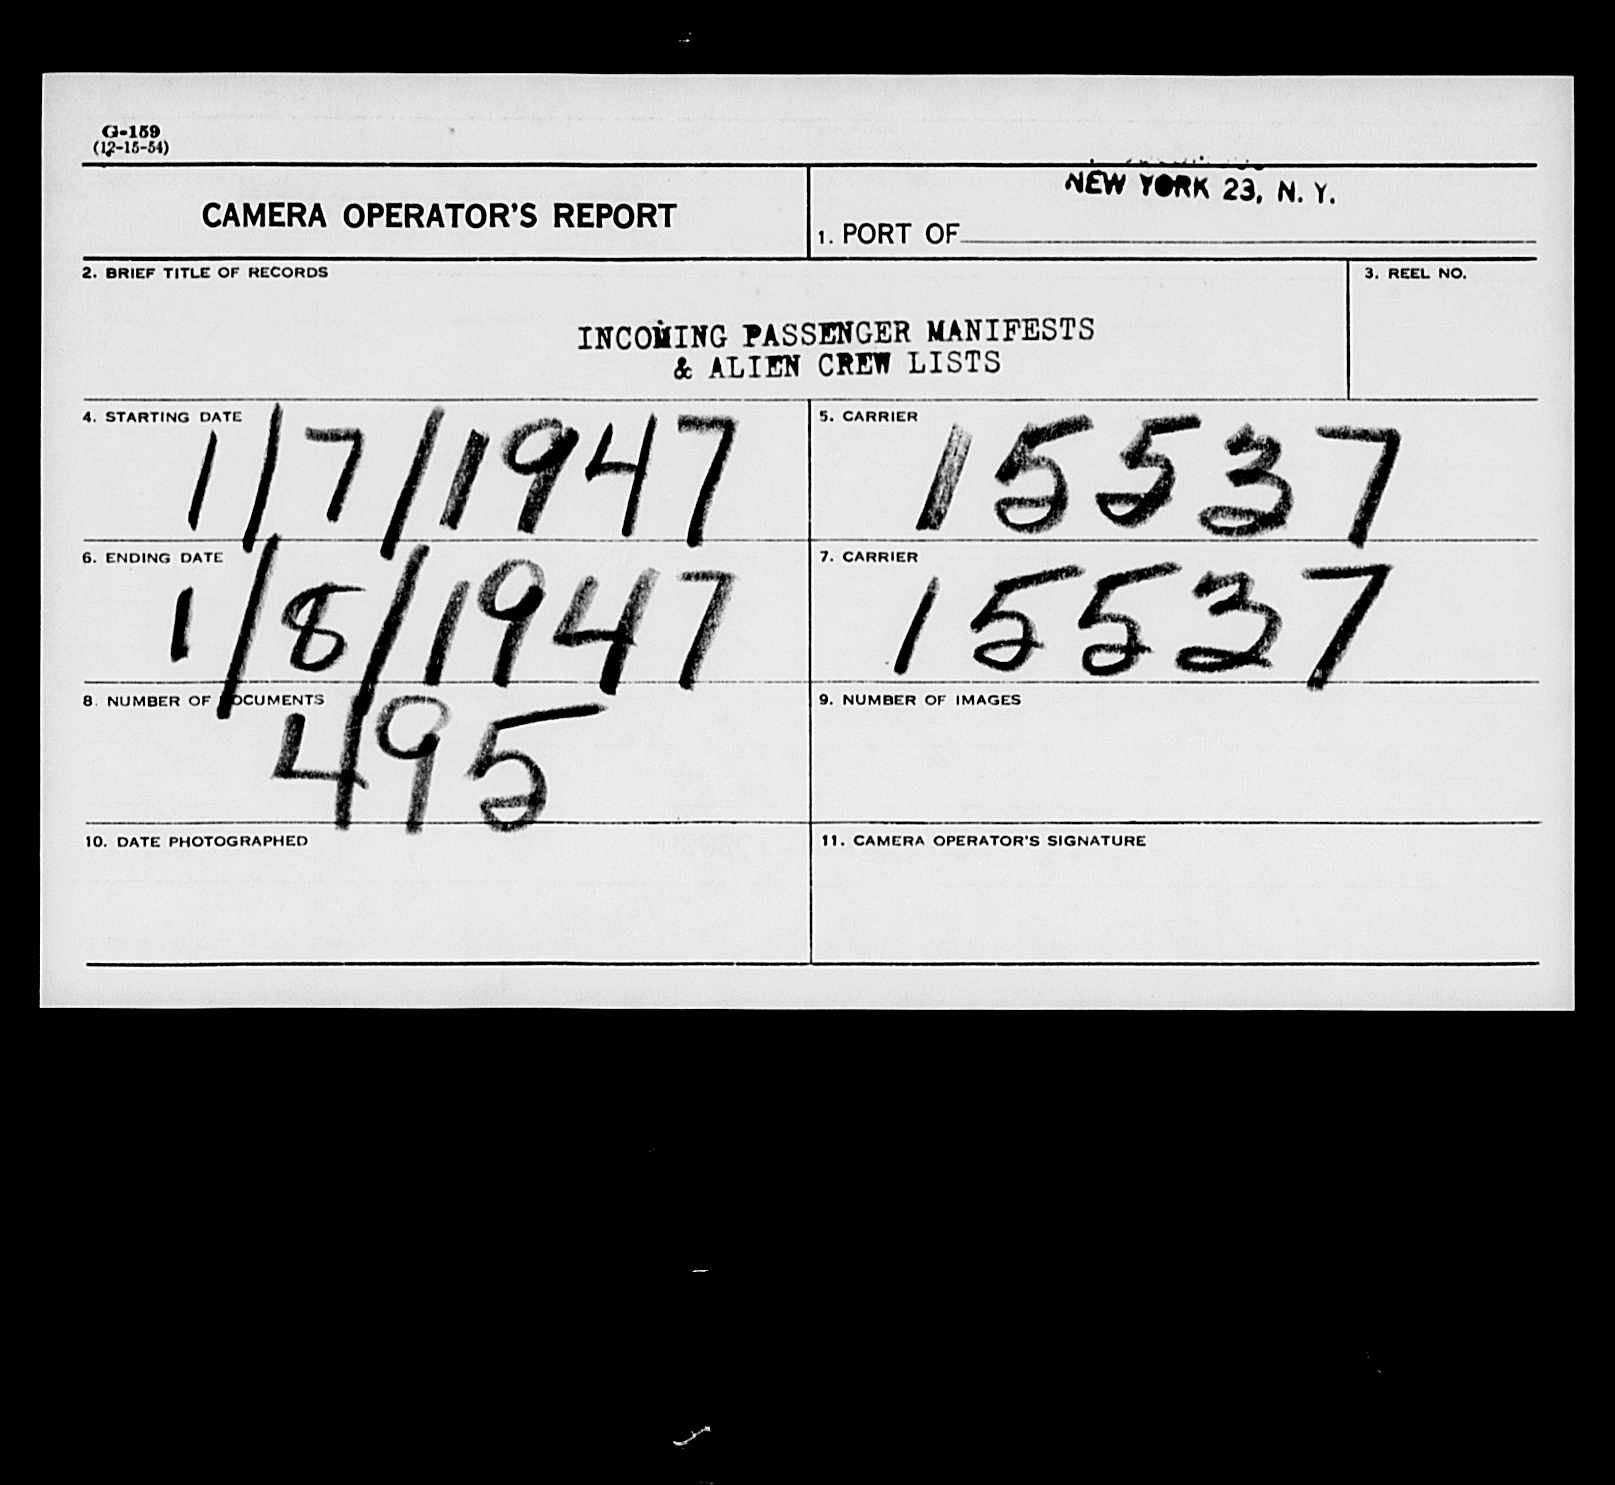 G-159
(12-15-54)
CAMERA OPERATOR'S REPORT
NEW YORK 23, N. Y.
1. PORT OF
2. BRIEF TITLE OF RECORDS
3. REEL NO.
INCOMING PASSENGER MANIFESTS
& ALIEN CREW LISTS
4. STARTING DATE
1/7/1947
5. CARRIER
15537
6. ENDING DATE
1/8/1947
7. CARRIER
15537
8. NUMBER OF DOCUMENTS
495
9. NUMBER OF IMAGES
10. DATE PHOTOGRAPHED
11. CAMERA OPERATOR'S SIGNATURE